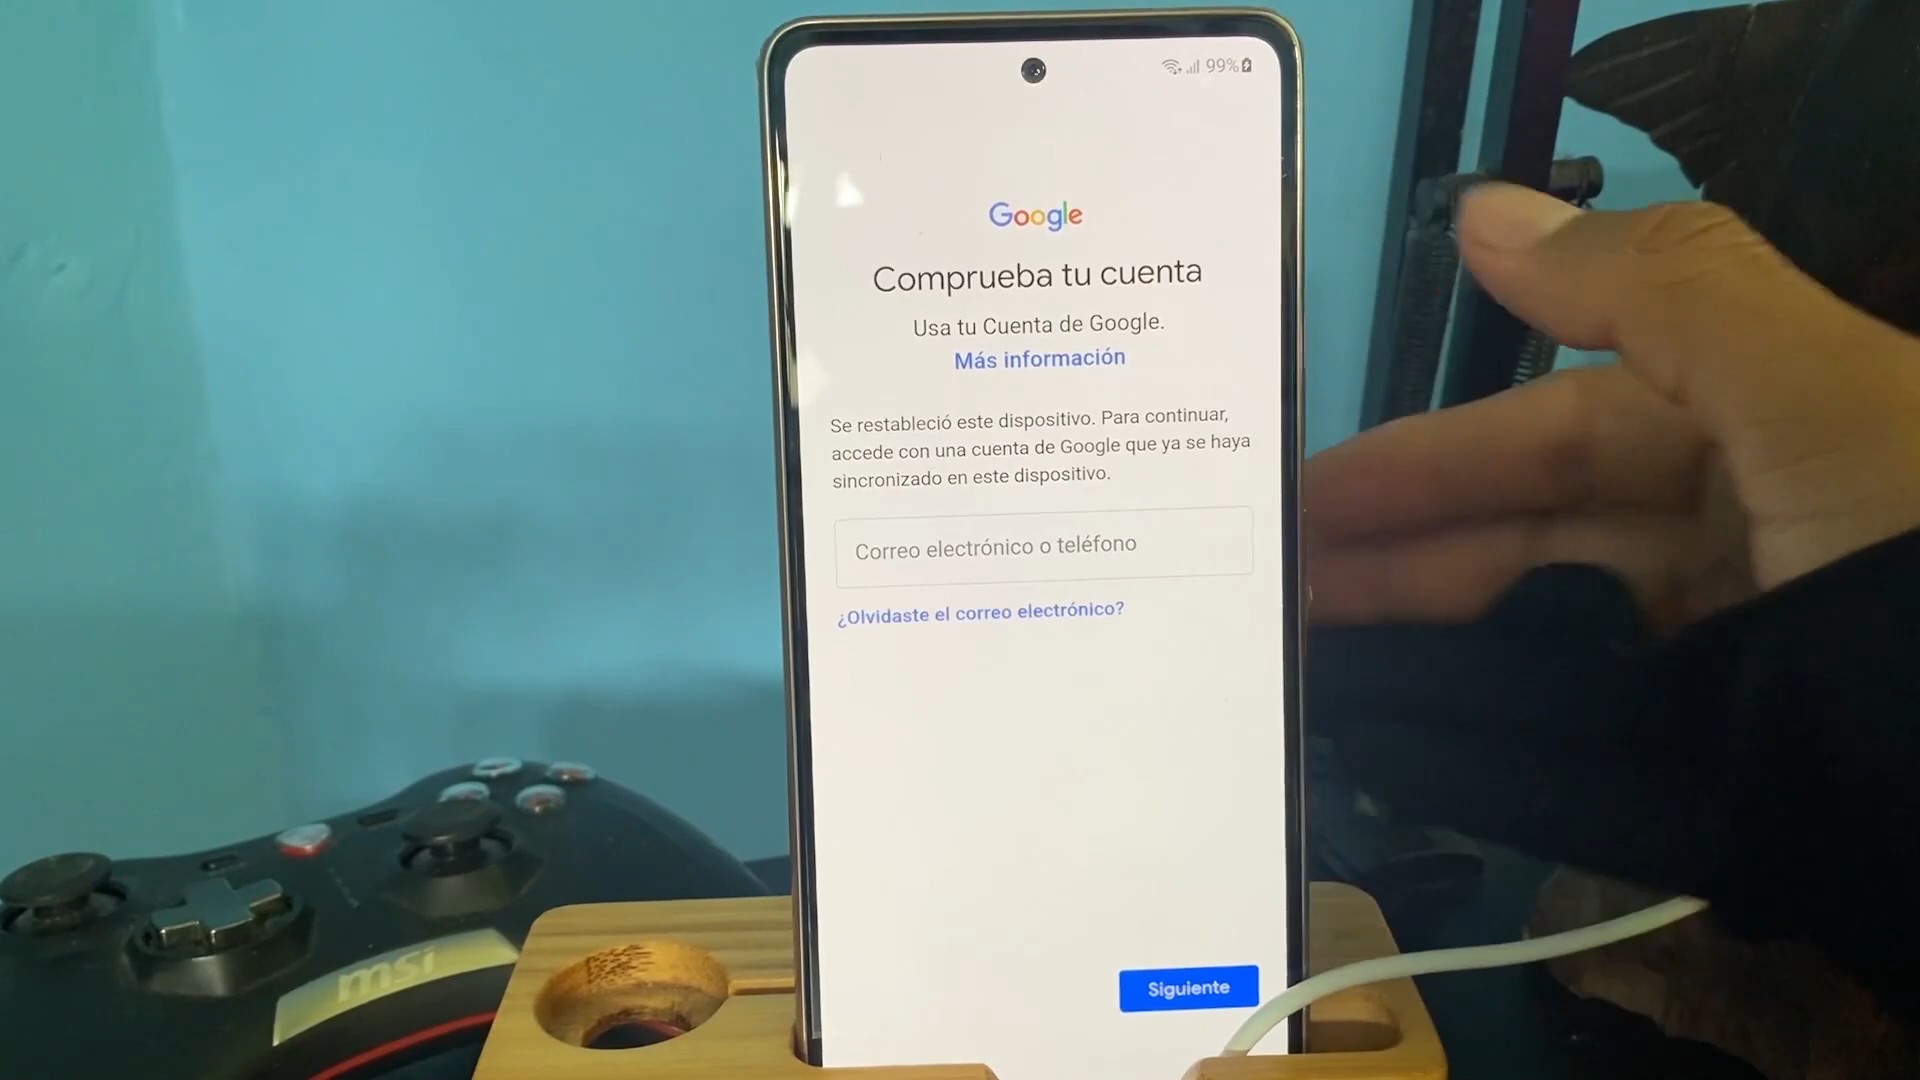 99%
Google
Comprueba tu cuenta
Usa tu Cuenta de Google.
Más información
Se restableció este dispositivo. Para continuar,
accede con una cuenta de Google que ya se haya
sincronizado en este dispositivo.
Correo electrónico o teléfono
¿Olvidaste el correo electrónico?
Siguiente
msi